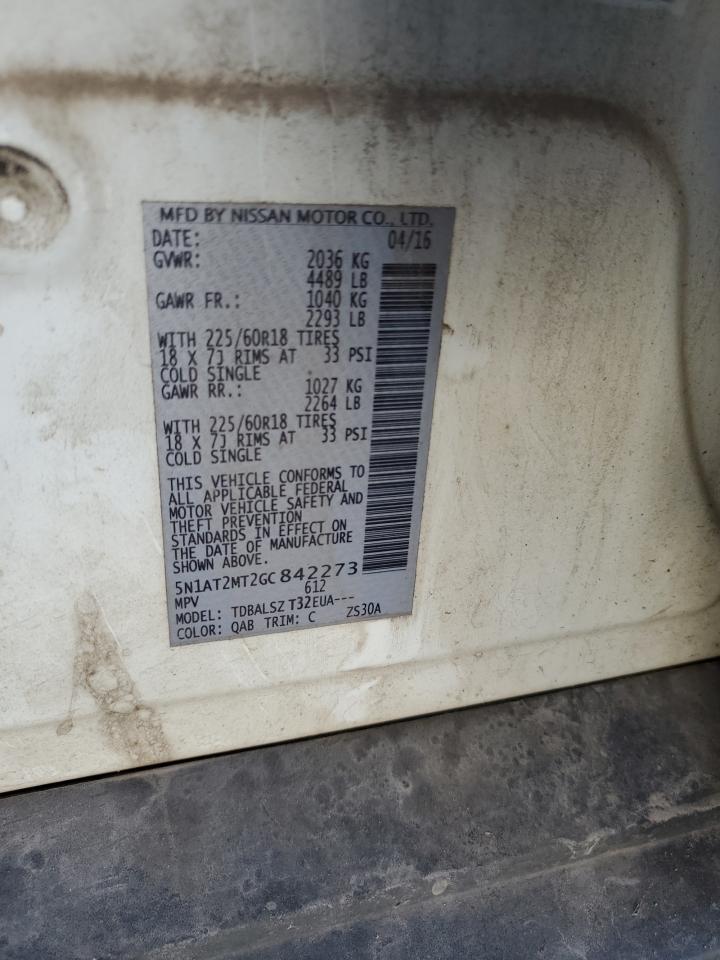 MFD BY NISSAN MOTOR CO., LTD.
DATE: 04/16
GVWR: 2036 KG
4489 LB
GAWR FR.: 1040 KG
2293 LB
WITH 225/60R18 TIRES
18 X 7J RIMS AT 33 PSI
COLD SINGLE
GAWR RR.: 1027 KG
2264 LB
WITH 225/60R18 TIRES
18 X 7J RIMS AT 33 PSI
COLD SINGLE
THIS VEHICLE CONFORMS TO
ALL APPLICABLE FEDERAL
MOTOR VEHICLE SAFETY AND
THEFT PREVENTION
STANDARDS IN EFFECT ON
THE DATE OF MANUFACTURE
SHOWN ABOVE.
5N1AT2MT2GC842273
MPV 612
MODEL: TDBALSZ T32EUA---
COLOR: QAB TRIM: C ZS30A